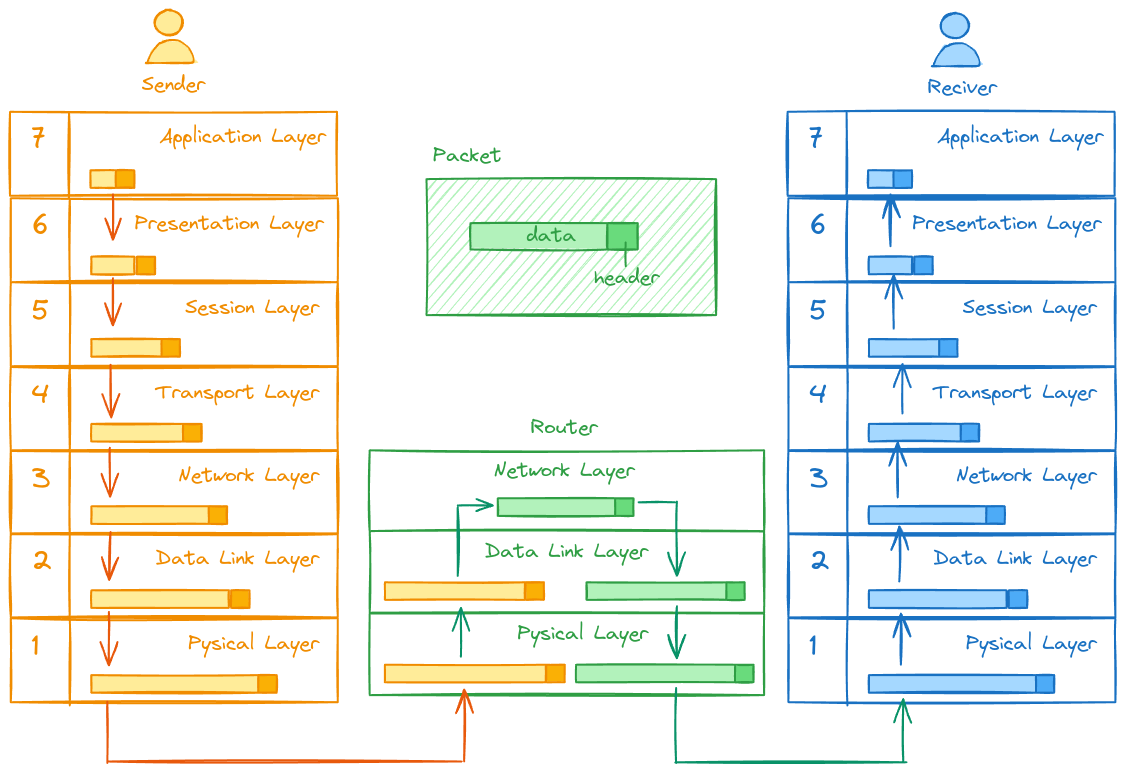 Sender
7 Application Layer
6 Presentation Layer
5 Session Layer
4 Transport Layer
3 Network Layer
2 Data Link Layer
1 Pysical Layer
Packet
data
header
Router
Network Layer
Data Link Layer
Pysical Layer
Reciver
7 Application Layer
6 Presentation Layer
5 Session Layer
4 Transport Layer
3 Network Layer
2 Data Link Layer
1 Pysical Layer